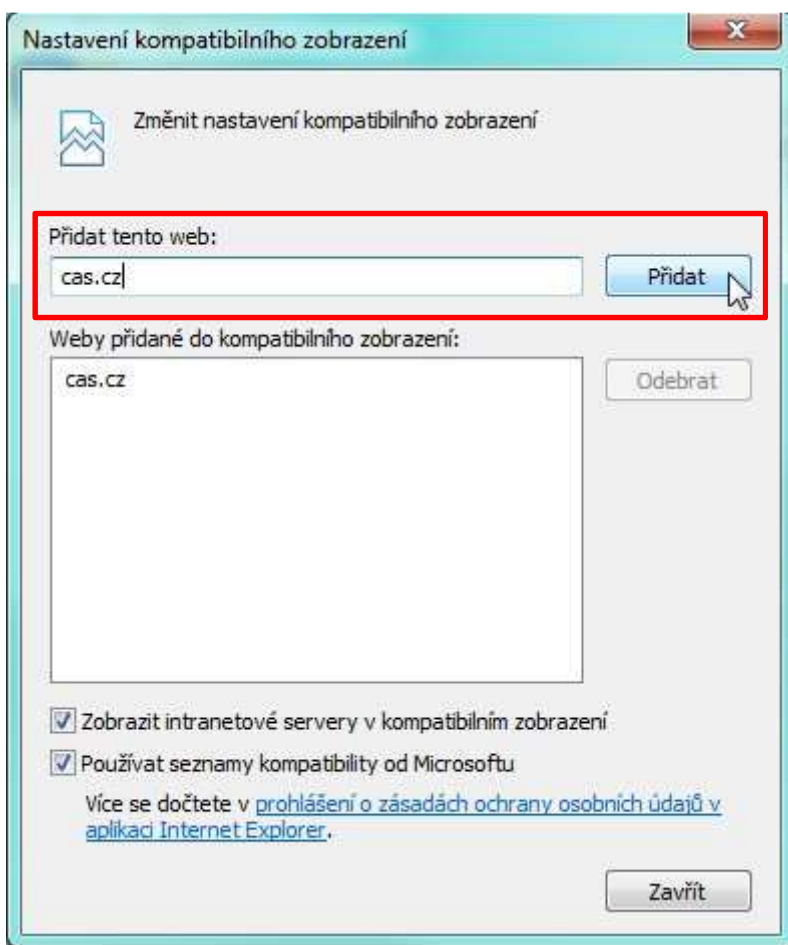 Nastavení kompatibilního zobrazení
Změnit nastavení kompatibilního zobrazení
Přidat tento web:
cas.cz
Přidat
Weby přidané do kompatibilního zobrazení:
cas.cz
Odebrat
Zobrazit intranetové servery v kompatibilním zobrazení
Používat seznamy kompatibility od Microsoftu
Více se dočtete v prohlášení o zásadách ochrany osobních údajů v
aplikaci Internet Explorer.
Zavřít